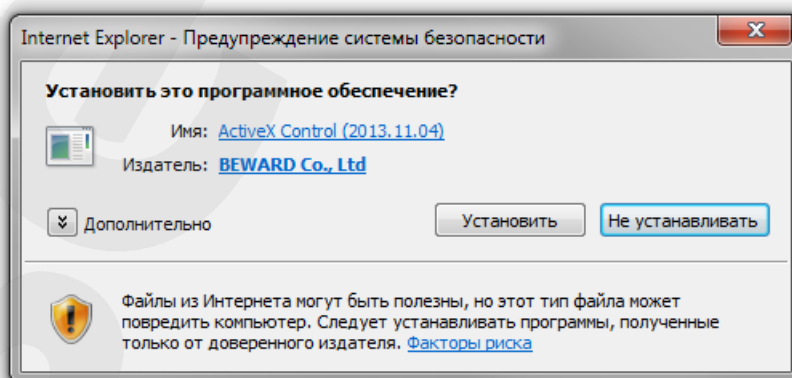 Internet Explorer - Предупреждение системы безопасности
Установить это программное обеспечение?
Имя: ActiveX Control (2013.11.04)
Издатель: BEWARD Co., Ltd
Дополнительно
Установить
Не устанавливать
Файлы из Интернета могут быть полезны, но этот тип файла может
повредить компьютер. Следует устанавливать программы, полученные
только от доверенного издателя. Факторы риска